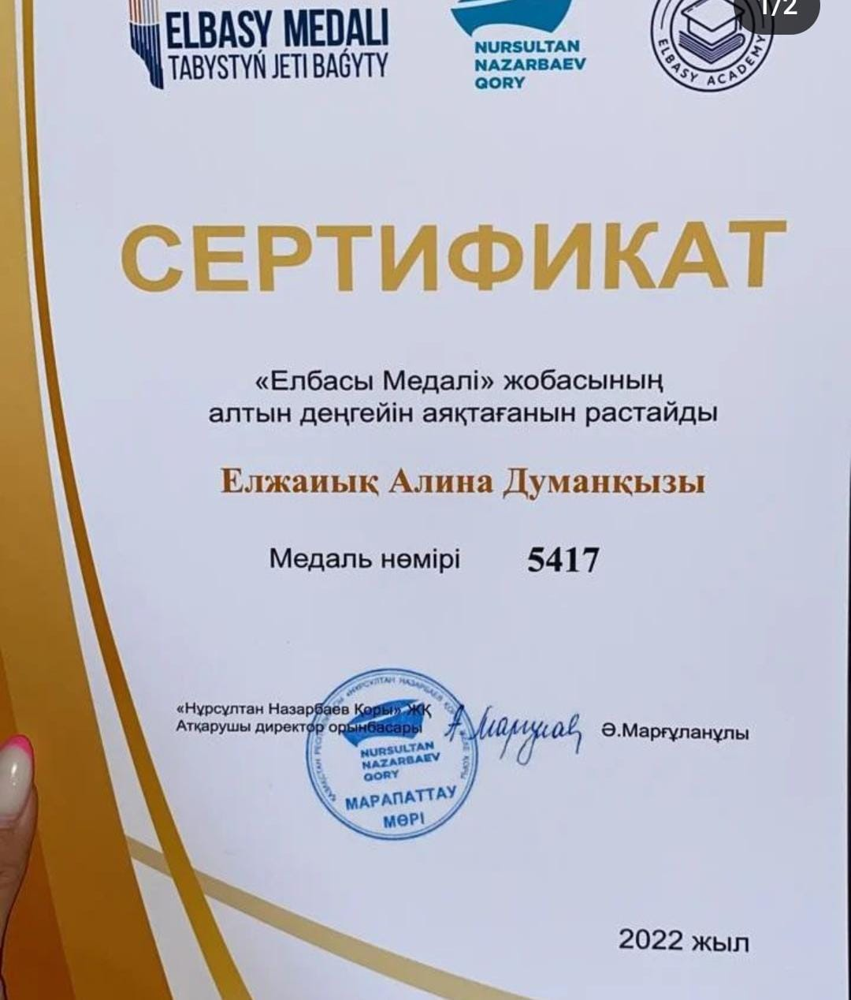 ELBASY MEDALI
TABYSTYŃ JETI BAǴYTY
NURSULTAN
NAZARBAEV
QORY
ELBASY ACADEMY
1/2
СЕРТИФИКАТ
«Елбасы Медалі» жобасының
алтын деңгейін аяқтағанын растайды
Елжаиық Алина Думанқызы
Медаль нөмірі 5417
«Нұрсұлтан Назарбаев Қоры» ЖҚ
Атқарушы директор орынбасары
Ә.Марғұланұлы
NURSULTAN
NAZARBAEV
QORY
МАРАПАТТАУ
МӨРІ
2022 жыл